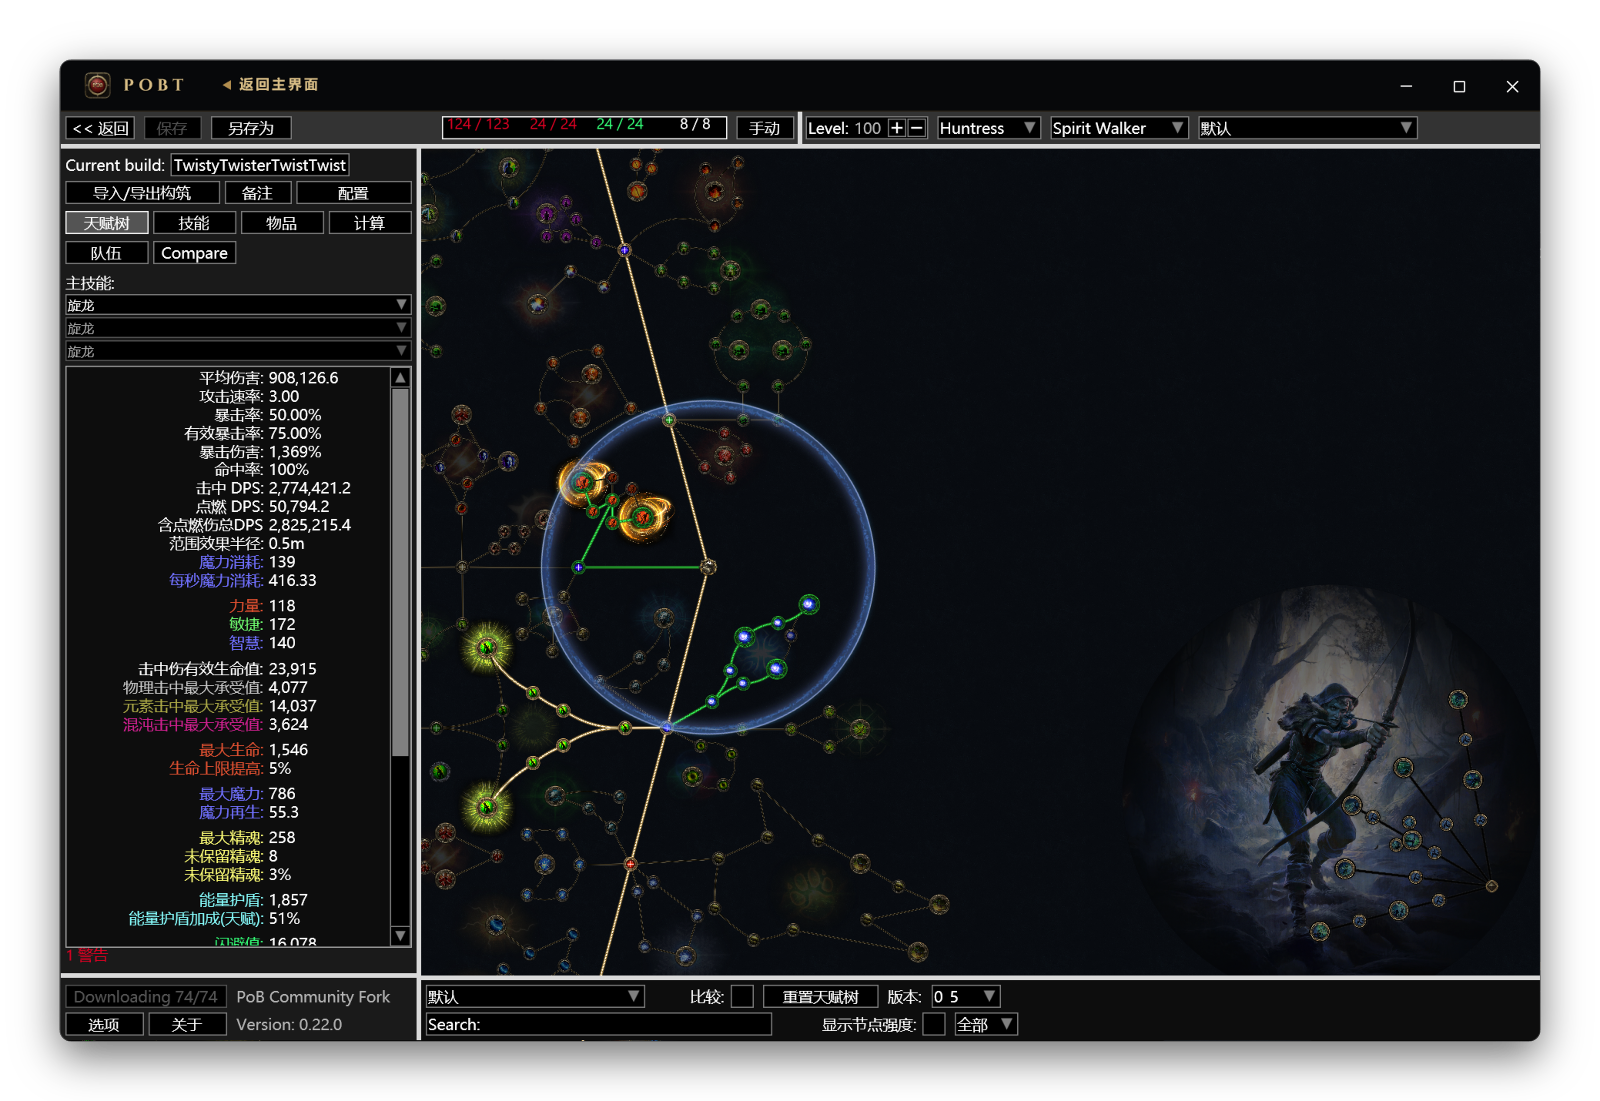 POBT ◄ 返回主界面
<< 返回 保存 另存为 124 / 123 24 / 24 24 / 24 8 / 8 手动 Level: 100 + − Huntress Spirit Walker 默认
Current build: TwistyTwisterTwistTwist
导入/导出构筑 备注 配置
天赋树 技能 物品 计算
队伍 Compare
主技能:
旋龙
旋龙
旋龙
平均伤害: 908,126.6
攻击速率: 3.00
暴击率: 50.00%
有效暴击率: 75.00%
暴击伤害: 1,369%
命中率: 100%
击中 DPS: 2,774,421.2
点燃 DPS: 50,794.2
含点燃伤总DPS 2,825,215.4
范围效果半径: 0.5m
魔力消耗: 139
每秒魔力消耗: 416.33
力量: 118
敏捷: 172
智慧: 140
击中伤有效生命值: 23,915
物理击中最大承受值: 4,077
元素击中最大承受值: 14,037
混沌击中最大承受值: 3,624
最大生命: 1,546
生命上限提高: 5%
最大魔力: 786
魔力再生: 55.3
最大精魂: 258
未保留精魂: 8
未保留精魂: 3%
能量护盾: 1,857
能量护盾加成(天赋): 51%
闪避值: 16,078
1 警告
Downloading 74/74 PoB Community Fork
选项 关于 Version: 0.22.0
默认 比较: 重置天赋树 版本: 0 5
Search: 显示节点强度: 全部